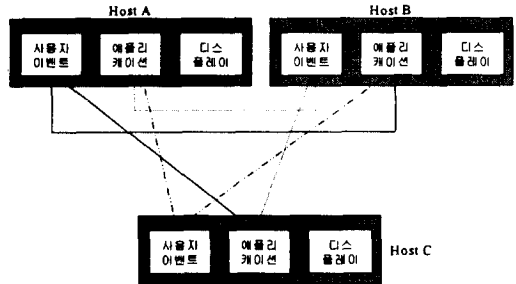 Host A
Host B
사용자 애플리 디스
이벤트 케이션 플레이
사용자 애플리 디스
이벤트 케이션 플레이
사용자 애플리 디스
이벤트 케이션 플레이
Host C